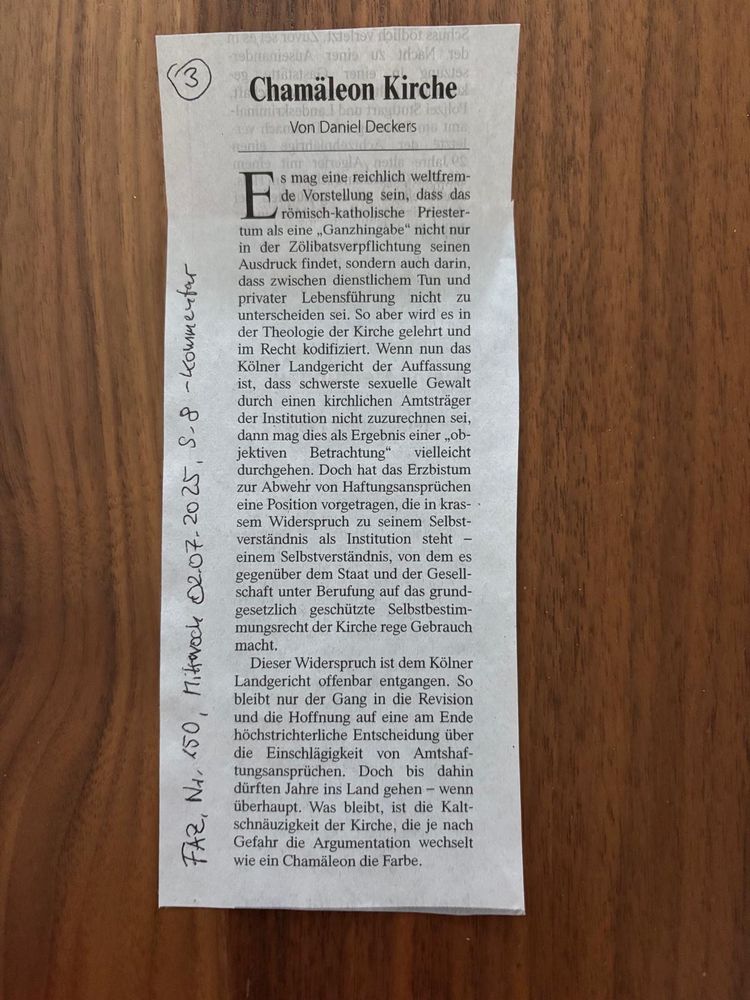 3
Chamäleon Kirche
Von Daniel Deckers
Es mag eine reichlich weltfrem-
de Vorstellung sein, dass das
römisch-katholische Priester-
tum als eine „Ganzhingabe“ nicht nur
in der Zölibatsverpflichtung seinen
Ausdruck findet, sondern auch darin,
dass zwischen dienstlichem Tun und
privater Lebensführung nicht zu
unterscheiden sei. So aber wird es in
der Theologie der Kirche gelehrt und
im Recht kodifiziert. Wenn nun das
Kölner Landgericht der Auffassung
ist, dass schwerste sexuelle Gewalt
durch einen kirchlichen Amtsträger
der Institution nicht zuzurechnen sei,
dann mag dies als Ergebnis einer „ob-
jektiven Betrachtung“ vielleicht
durchgehen. Doch hat das Erzbistum
zur Abwehr von Haftungsansprüchen
eine Position vorgetragen, die in kras-
sem Widerspruch zu seinem Selbst-
verständnis als Institution steht –
einem Selbstverständnis, von dem es
gegenüber dem Staat und der Gesell-
schaft unter Berufung auf das grund-
gesetzlich geschützte Selbstbestim-
mungsrecht der Kirche rege Gebrauch
macht.
Dieser Widerspruch ist dem Kölner
Landgericht offenbar entgangen. So
bleibt nur der Gang in die Revision
und die Hoffnung auf eine am Ende
höchstrichterliche Entscheidung über
die Einschlägigkeit von Amtshaf-
tungsansprüchen. Doch bis dahin
dürften Jahre ins Land gehen – wenn
überhaupt. Was bleibt, ist die Kalt-
schnäuzigkeit der Kirche, die je nach
Gefahr die Argumentation wechselt
wie ein Chamäleon die Farbe.
FAZ, Nr. 150, Mittwoch 02.07.2025, S. 8 - Kommentar